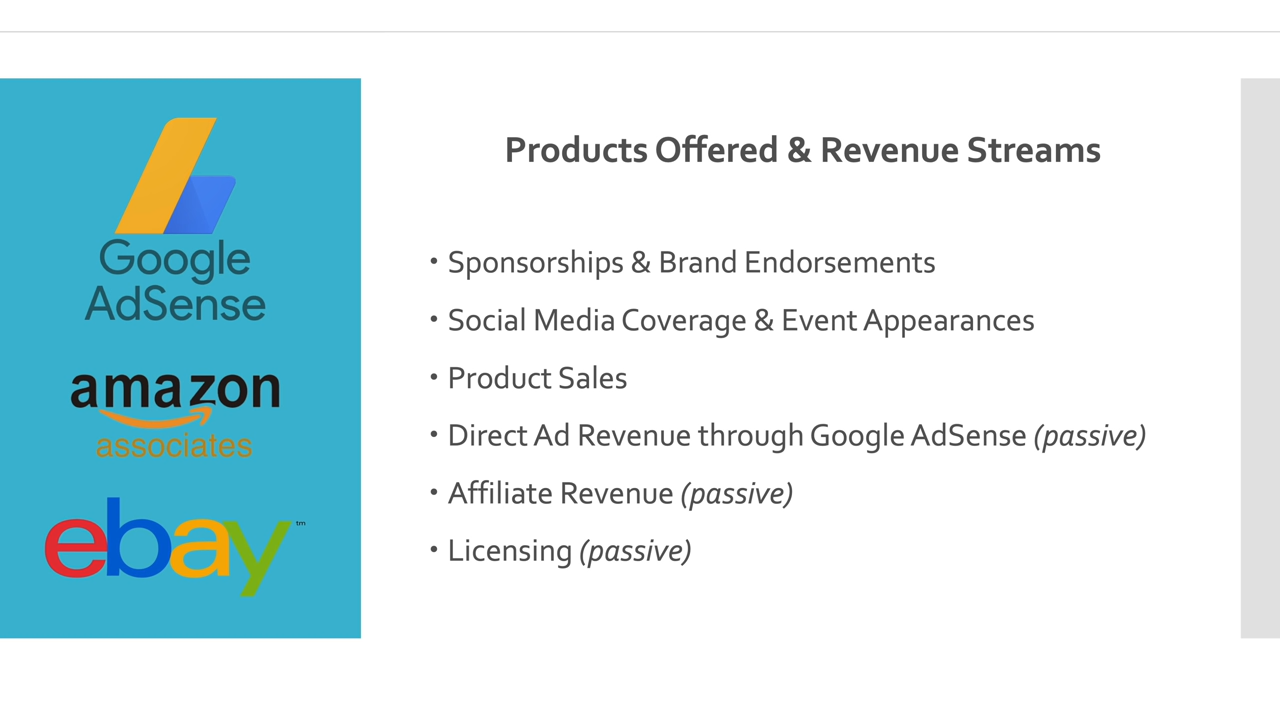 Google
AdSense
amazon
associates
ebay™
Products Offered & Revenue Streams
• Sponsorships & Brand Endorsements
• Social Media Coverage & Event Appearances
• Product Sales
• Direct Ad Revenue through Google AdSense (passive)
• Affiliate Revenue (passive)
• Licensing (passive)